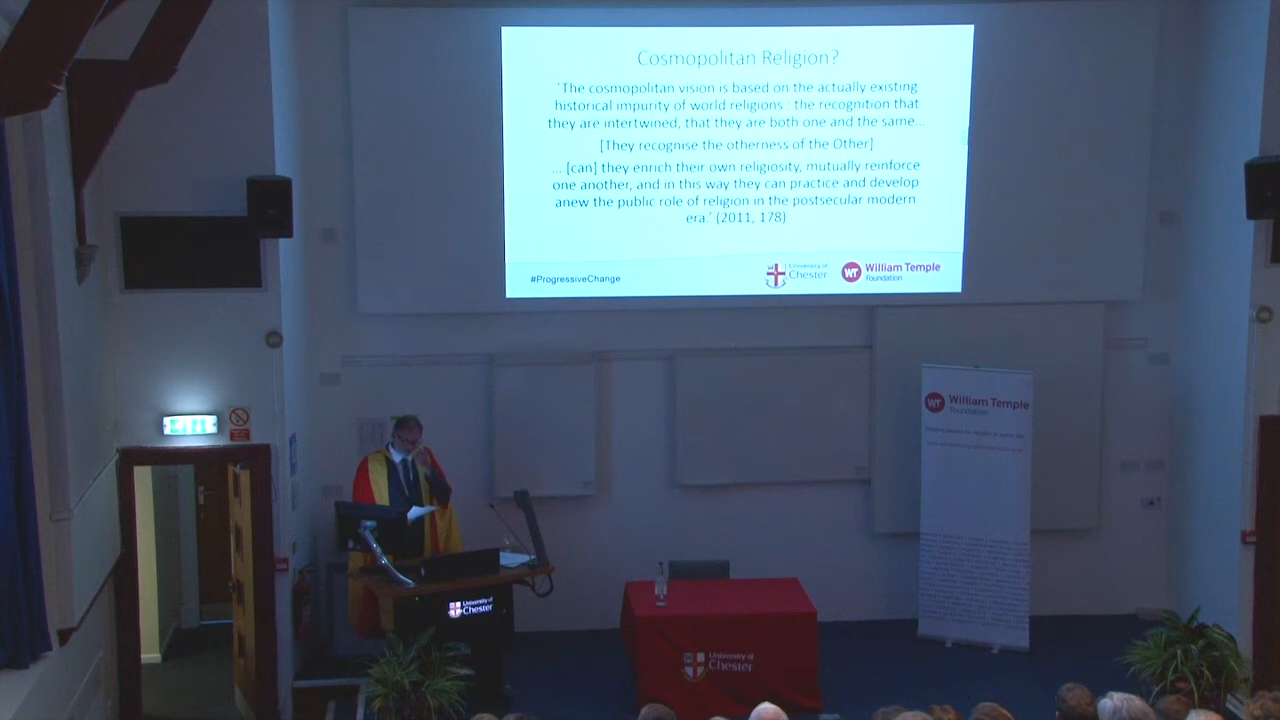 Cosmopolitan Religion?
'The cosmopolitan vision is based on the actually existing
historical impurity of world religions : the recognition that
they are intertwined, that they are both one and the same...
[They recognise the otherness of the Other]
... [can] they enrich their own religiosity, mutually reinforce
one another, and in this way they can practice and develop
anew the public role of religion in the postsecular modern
era.' (2011, 178)
#ProgressiveChange
University of
Chester
WT William Temple
Foundation
WT William Temple
Foundation
University of
Chester
University of
Chester